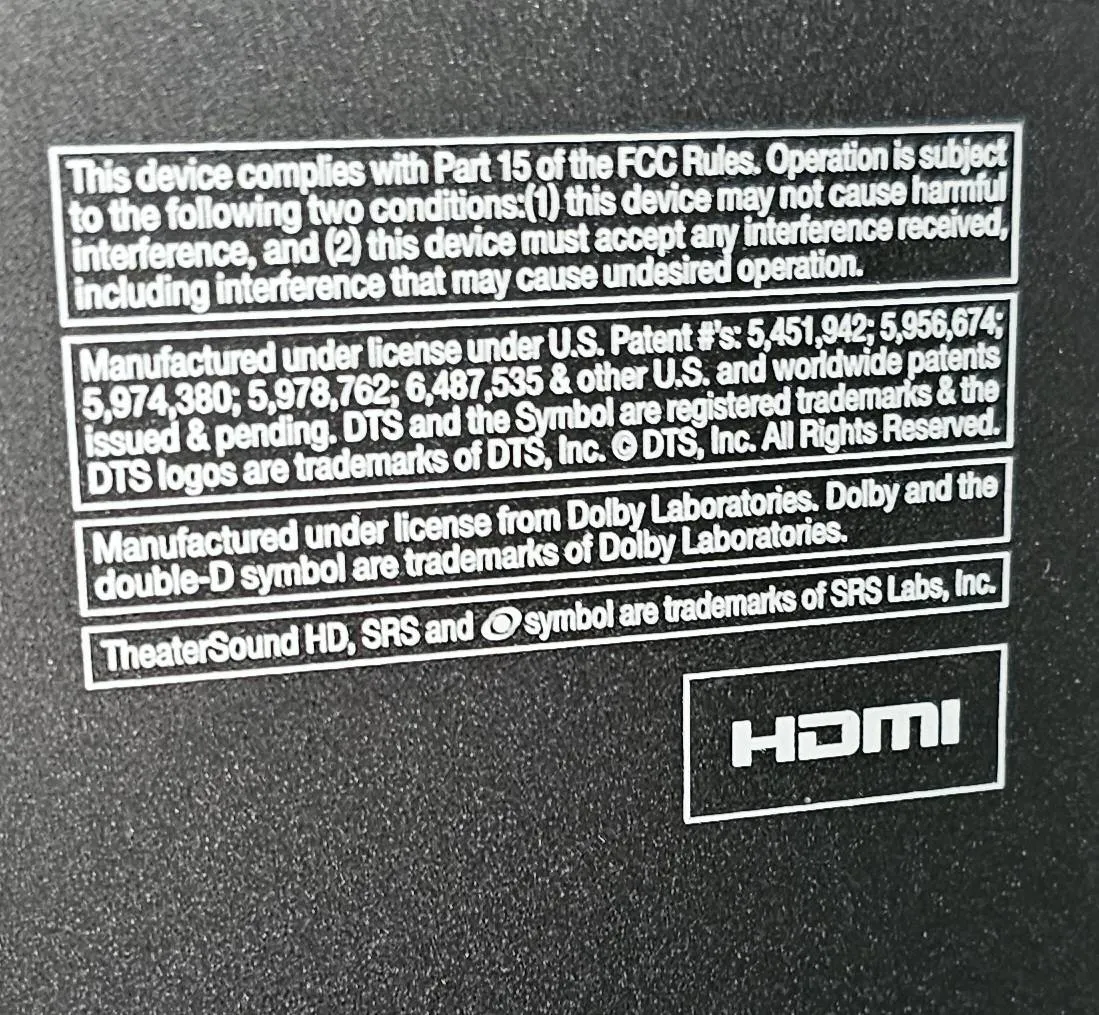 This device complies with Part 15 of the FCC Rules. Operation is subject
to the following two conditions:(1) this device may not cause harmful
interference, and (2) this device must accept any interference received,
including interference that may cause undesired operation.
Manufactured under license under U.S. Patent #'s: 5,451,942; 5,956,674;
5,974,380; 5,978,762; 6,487,535 & other U.S. and worldwide patents
issued & pending. DTS and the Symbol are registered trademarks & the
DTS logos are trademarks of DTS, Inc. © DTS, Inc. All Rights Reserved.
Manufactured under license from Dolby Laboratories. Dolby and the
double-D symbol are trademarks of Dolby Laboratories.
TheaterSound HD, SRS and symbol are trademarks of SRS Labs, Inc.
HDMI